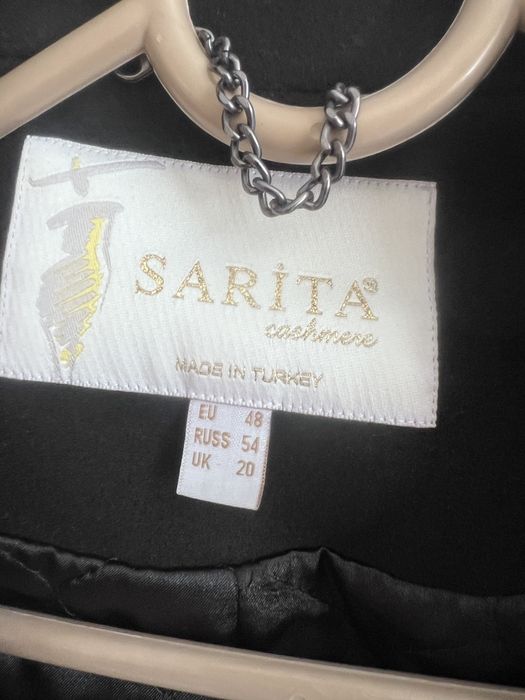 SARİTA®
cashmere
MADE IN TURKEY
EU 48
RUSS 54
UK 20